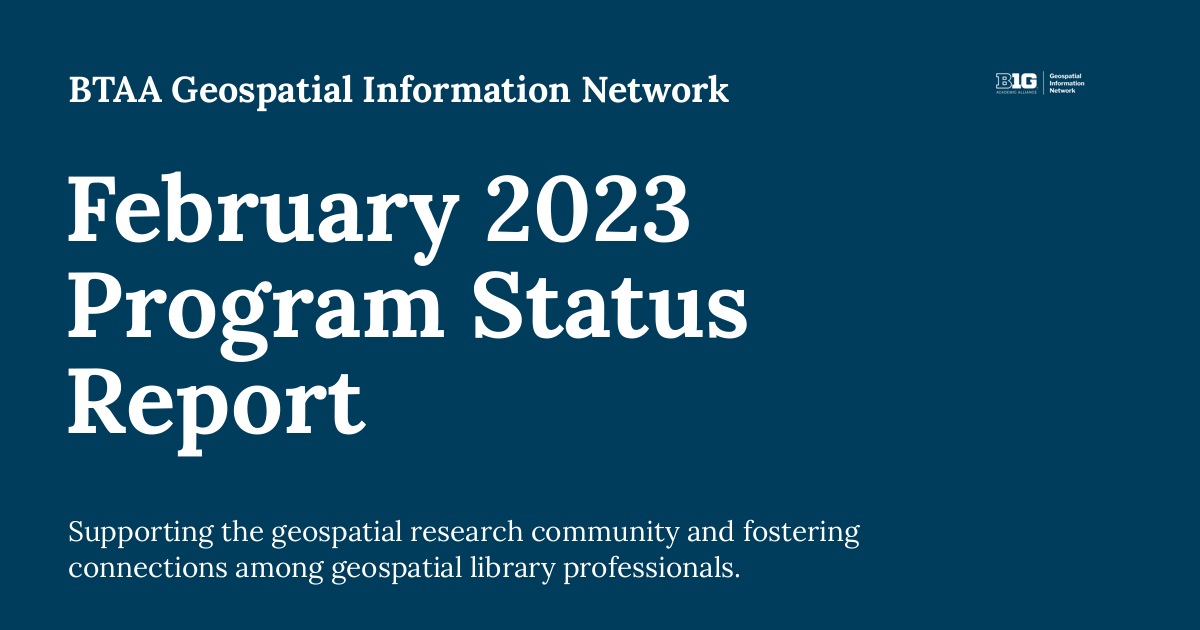 BTAA Geospatial Information Network
B1G
ACADEMIC ALLIANCE
Geospatial
Information
Network
February 2023
Program Status
Report
Supporting the geospatial research community and fostering
connections among geospatial library professionals.